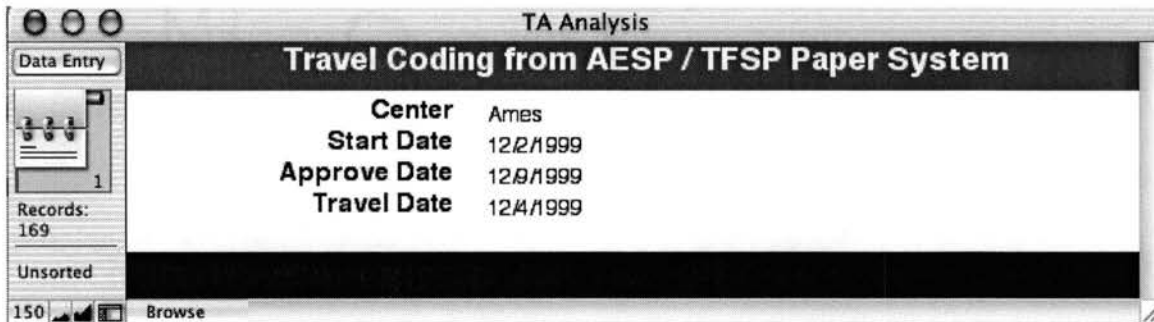 TA Analysis
Data Entry
Travel Coding from AESP / TFSP Paper System
Center Ames
Start Date 12/2/1999
Approve Date 12/9/1999
Travel Date 12/4/1999
1
Records:
169
Unsorted
150 Browse